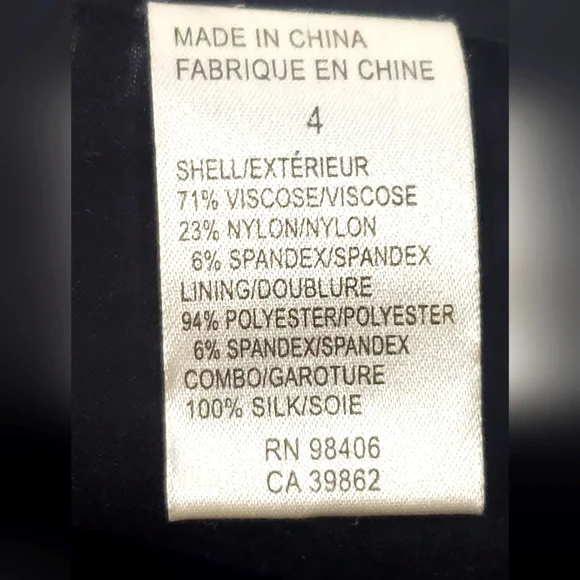 MADE IN CHINA
FABRIQUE EN CHINE
4
SHELL/EXTÉRIEUR
71% VISCOSE/VISCOSE
23% NYLON/NYLON
6% SPANDEX/SPANDEX
LINING/DOUBLURE
94% POLYESTER/POLYESTER
6% SPANDEX/SPANDEX
COMBO/GAROTURE
100% SILK/SOIE
RN 98406
CA 39862